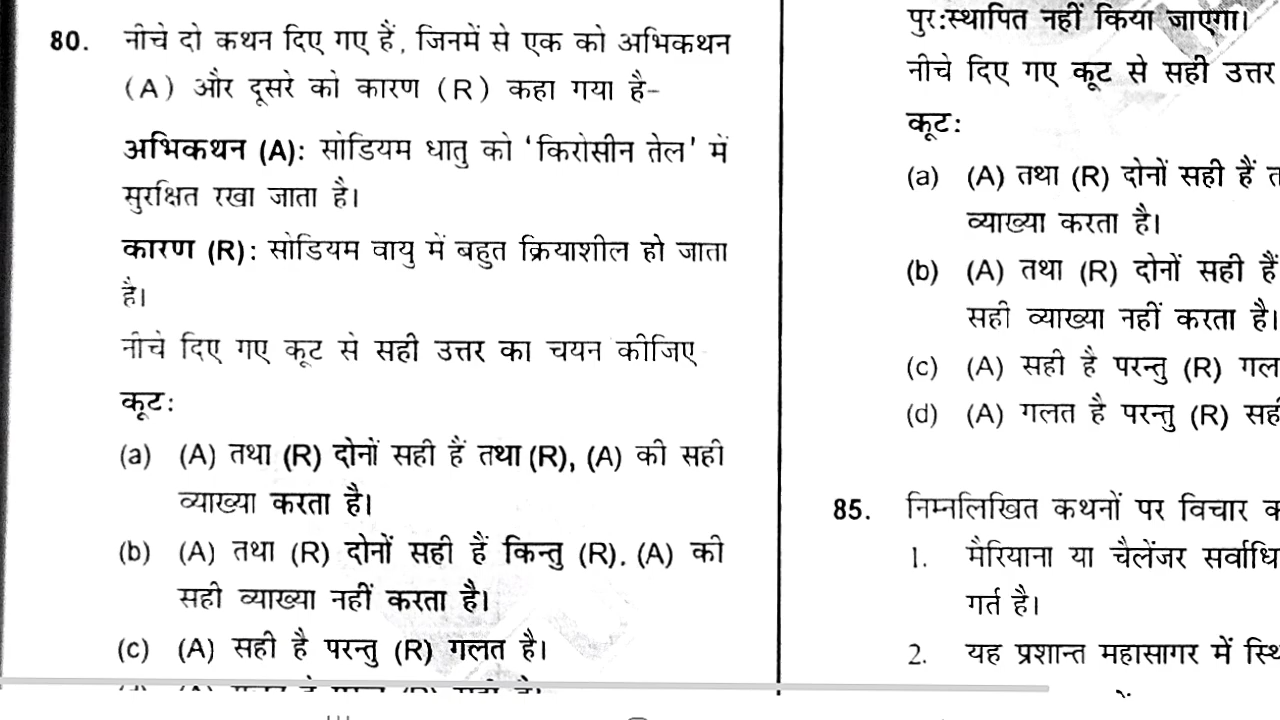 80. नीचे दो कथन दिए गए हैं, जिनमें से एक को अभिकथन
(A) और दूसरे को कारण (R) कहा गया है-
अभिकथन (A): सोडियम धातु को 'किरोसीन तेल' में
सुरक्षित रखा जाता है।
कारण (R): सोडियम वायु में बहुत क्रियाशील हो जाता
है।
नीचे दिए गए कूट से सही उत्तर का चयन कीजिए
कूट:
(a) (A) तथा (R) दोनों सही हैं तथा (R), (A) की सही
व्याख्या करता है।
(b) (A) तथा (R) दोनों सही हैं किन्तु (R). (A) की
सही व्याख्या नहीं करता है।
(c) (A) सही है परन्तु (R) गलत है।
पुर:स्थापित नहीं किया जाएगा।
नीचे दिए गए कूट से सही उत्तर
कूट:
(a) (A) तथा (R) दोनों सही हैं
व्याख्या करता है।
(b) (A) तथा (R) दोनों सही हैं
सही व्याख्या नहीं करता है।
(c) (A) सही है परन्तु (R)
(d) (A) गलत है परन्तु (R)
85. निम्नलिखित कथनों पर विचार
1. मैरियाना या चैलेंजर
गर्त है।
2. यह प्रशान्त महासागर में